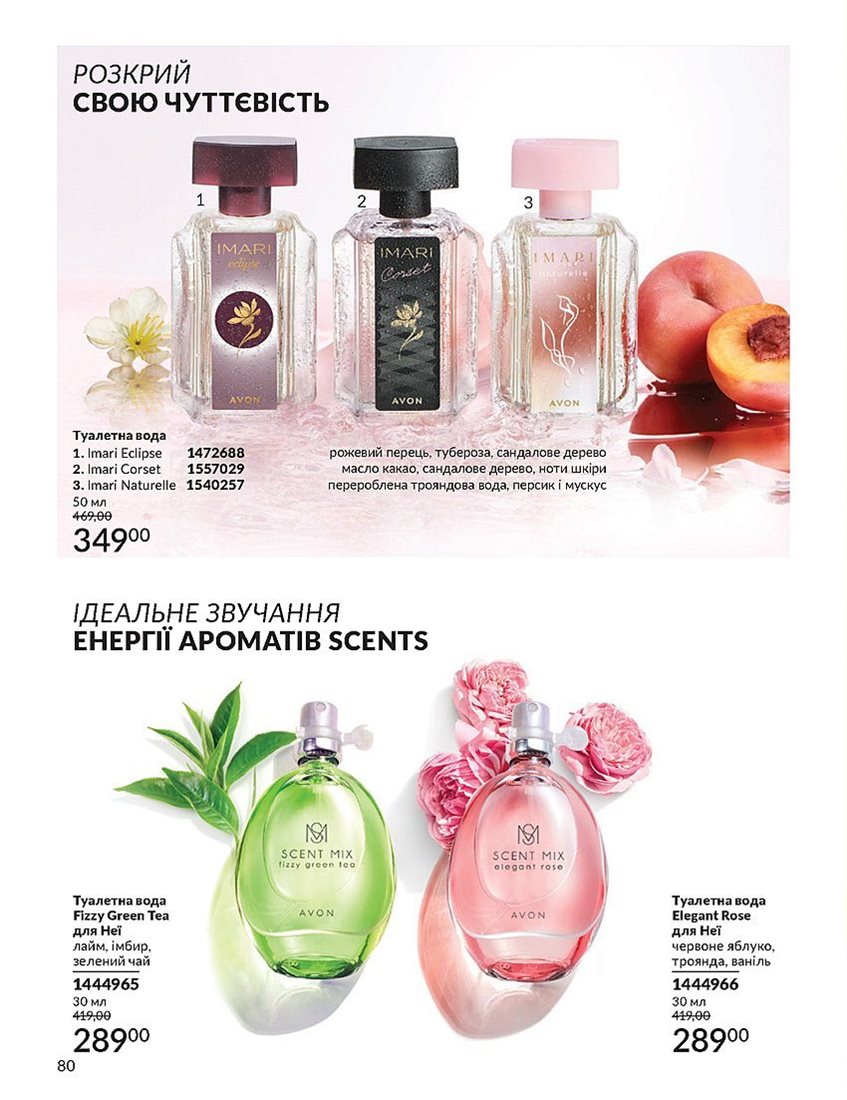 РОЗКРИЙ
СВОЮ ЧУТТЄВІСТЬ
1
2
3
IMARI
eclipse
AVON
IMARI
Corset
AVON
IMARI
Naturelle
AVON
Туалетна вода
1. Imari Eclipse 1472688 рожевий перець, тубероза, сандалове дерево
2. Imari Corset 1557029 масло какао, сандалове дерево, ноти шкіри
3. Imari Naturelle 1540257 перероблена трояндова вода, персик і мускус
50 мл
469,00
34900
ІДЕАЛЬНЕ ЗВУЧАННЯ
ЕНЕРГІЇ АРОМАТІВ SCENTS
SCENT MIX
fizzy green tea
AVON
SCENT MIX
elegant rose
AVON
Туалетна вода
Fizzy Green Tea
для Неї
лайм, імбир,
зелений чай
1444965
30 мл
419,00
28900
Туалетна вода
Elegant Rose
для Неї
червоне яблуко,
троянда, ваніль
1444966
30 мл
419,00
28900
80